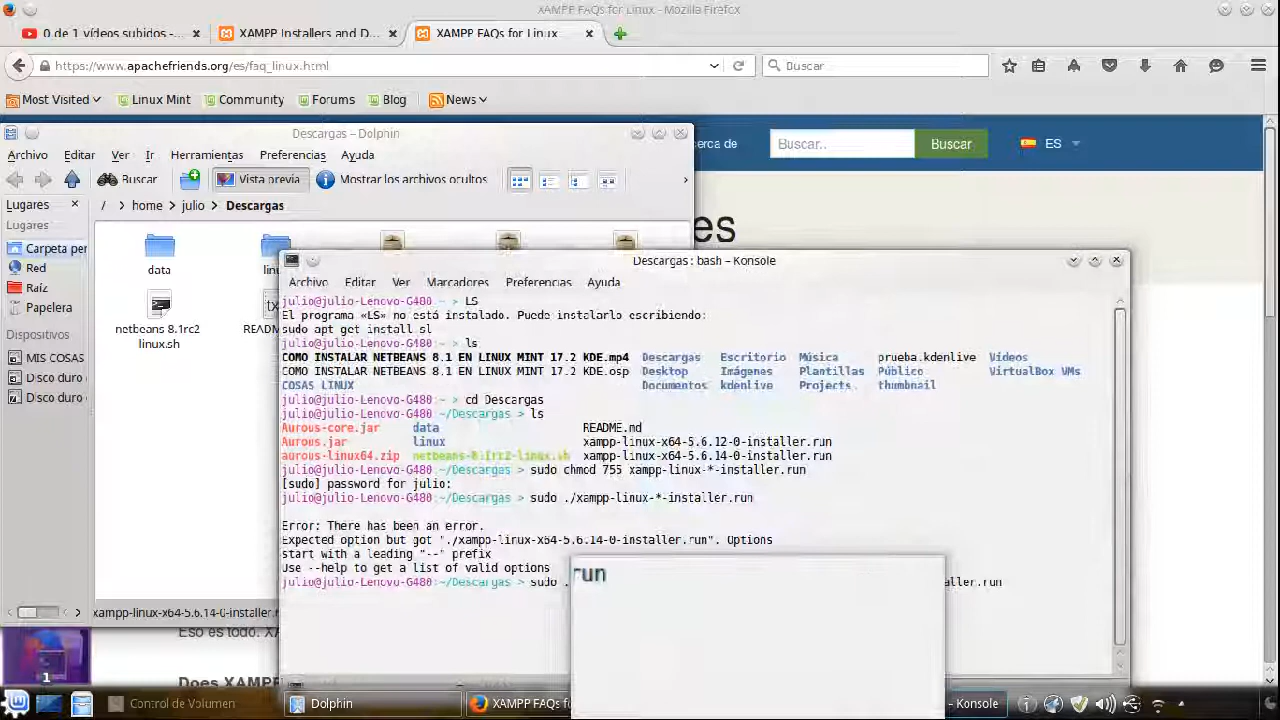 XAMPP FAQs for Linux - Mozilla Firefox
0 de 1 vídeos subidos -... XAMPP Installers and D... XAMPP FAQs for Linux
https://www.apachefriends.org/es/faq_linux.html Buscar
Most Visited Linux Mint Community Forums Blog News
Descargas – Dolphin
Archivo Editar Ver Ir Herramientas Preferencias Ayuda
cerca de Buscar.. Buscar ES
Buscar Vista previa Mostrar los archivos ocultos
Lugares / home julio Descargas
Lugares
Carpeta per
Red
Raíz
Papelera
Dispositivos
MIS COSAS
Disco duro
Disco duro
data
netbeans 8.1rc2
linux.sh
es
Descargas : bash – Konsole
Archivo Editar Ver Marcadores Preferencias Ayuda
julio@julio-Lenovo-G480:~ > LS
El programa «LS» no está instalado. Puede instalarlo escribiendo:
sudo apt get install sl
julio@julio-Lenovo-G480:~ > ls
COMO INSTALAR NETBEANS 8.1 EN LINUX MINT 17.2 KDE.mp4 Descargas Escritorio Música prueba.kdenlive Vídeos
COMO INSTALAR NETBEANS 8.1 EN LINUX MINT 17.2 KDE.osp Desktop Imágenes Plantillas Público VirtualBox VMs
COSAS LINUX Documentos kdenlive Projects. thumbnail
julio@julio-Lenovo-G480:~ > cd Descargas
julio@julio-Lenovo-G480:~/Descargas > ls
Aurous-core.jar data README.md
Aurous.jar linux xampp-linux-x64-5.6.12-0-installer.run
aurous-linux64.zip netbeans-8.1rc2-linux.sh xampp-linux-x64-5.6.14-0-installer.run
julio@julio-Lenovo-G480:~/Descargas > sudo chmod 755 xampp-linux-*-installer.run
[sudo] password for julio:
julio@julio-Lenovo-G480:~/Descargas > sudo ./xampp-linux-*-installer.run
Error: There has been an error.
Expected option but got "./xampp-linux-x64-5.6.14-0-installer.run". Options
start with a leading "--" prefix
Use --help to get a list of valid options
julio@julio-Lenovo-G480:~/Descargas > sudo . aller.run
run
xampp-linux-x64-5.6.14-0-installer.
Eso es todo. XA
Does XAMPP
1
Control de Volumen Dolphin XAMPP FAQs fo – Konsole